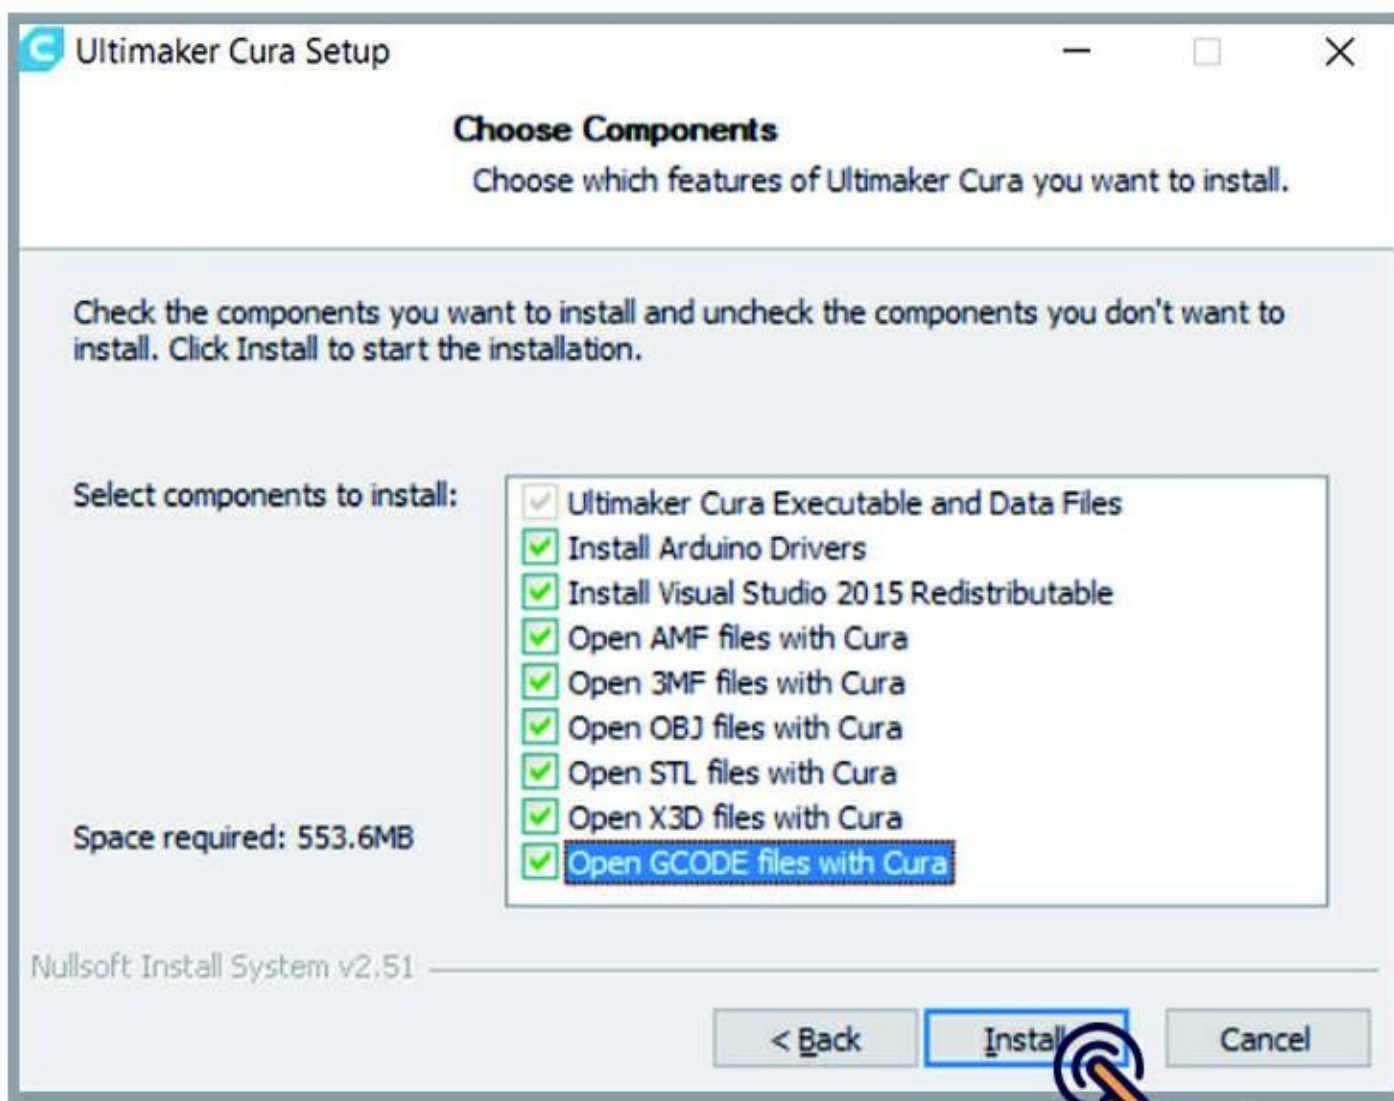 Ultimaker Cura Setup
Choose Components
Choose which features of Ultimaker Cura you want to install.
Check the components you want to install and uncheck the components you don't want to
install. Click Install to start the installation.
Select components to install:
Ultimaker Cura Executable and Data Files
Install Arduino Drivers
Install Visual Studio 2015 Redistributable
Open AMF files with Cura
Open 3MF files with Cura
Open OBJ files with Cura
Open STL files with Cura
Open X3D files with Cura
Open GCODE files with Cura
Space required: 553.6MB
Nullsoft Install System v2.51
< Back
Install
Cancel